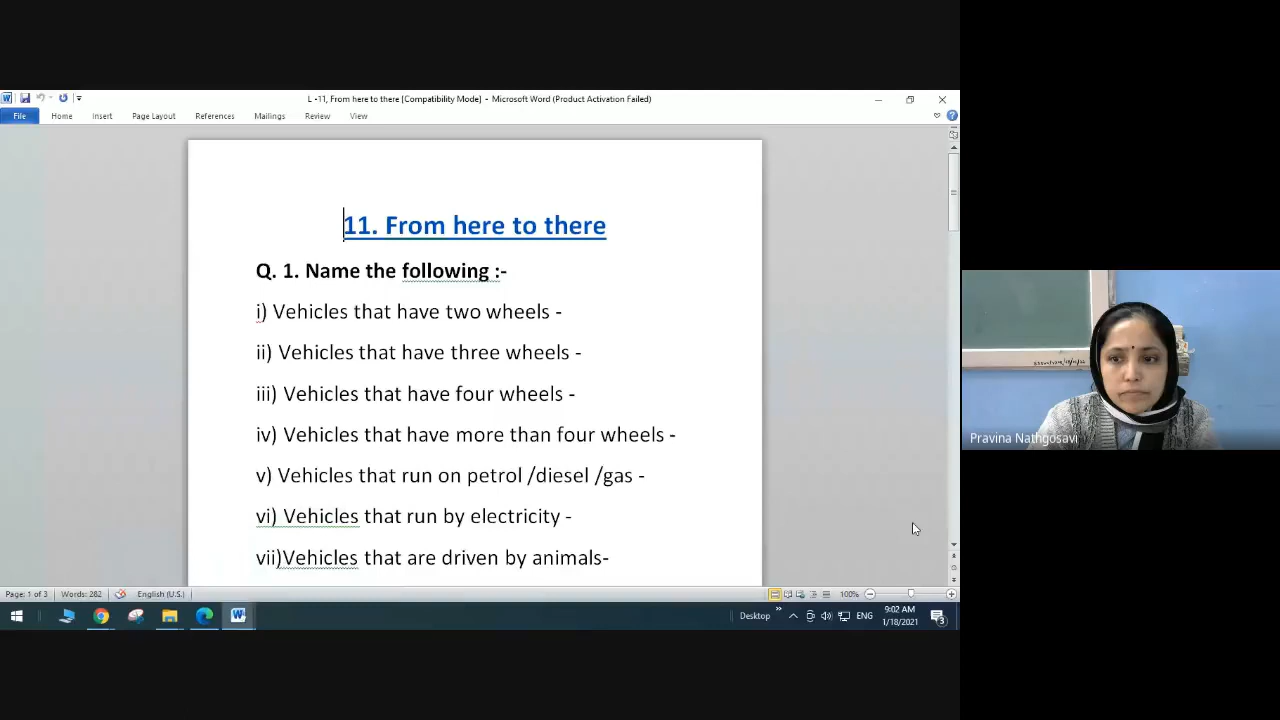 L -11, From here to there [Compatibility Mode] - Microsoft Word (Product Activation Failed)
File Home Insert Page Layout References Mailings Review View
11. From here to there
Q. 1. Name the following :-
i) Vehicles that have two wheels -
ii) Vehicles that have three wheels -
iii) Vehicles that have four wheels -
iv) Vehicles that have more than four wheels -
v) Vehicles that run on petrol /diesel /gas -
vi) Vehicles that run by electricity -
vii)Vehicles that are driven by animals-
Pravina Nathgosavi
Page: 1 of 3 Words: 282 English (U.S.) 100%
Desktop ENG 9:02 AM
1/18/2021
3